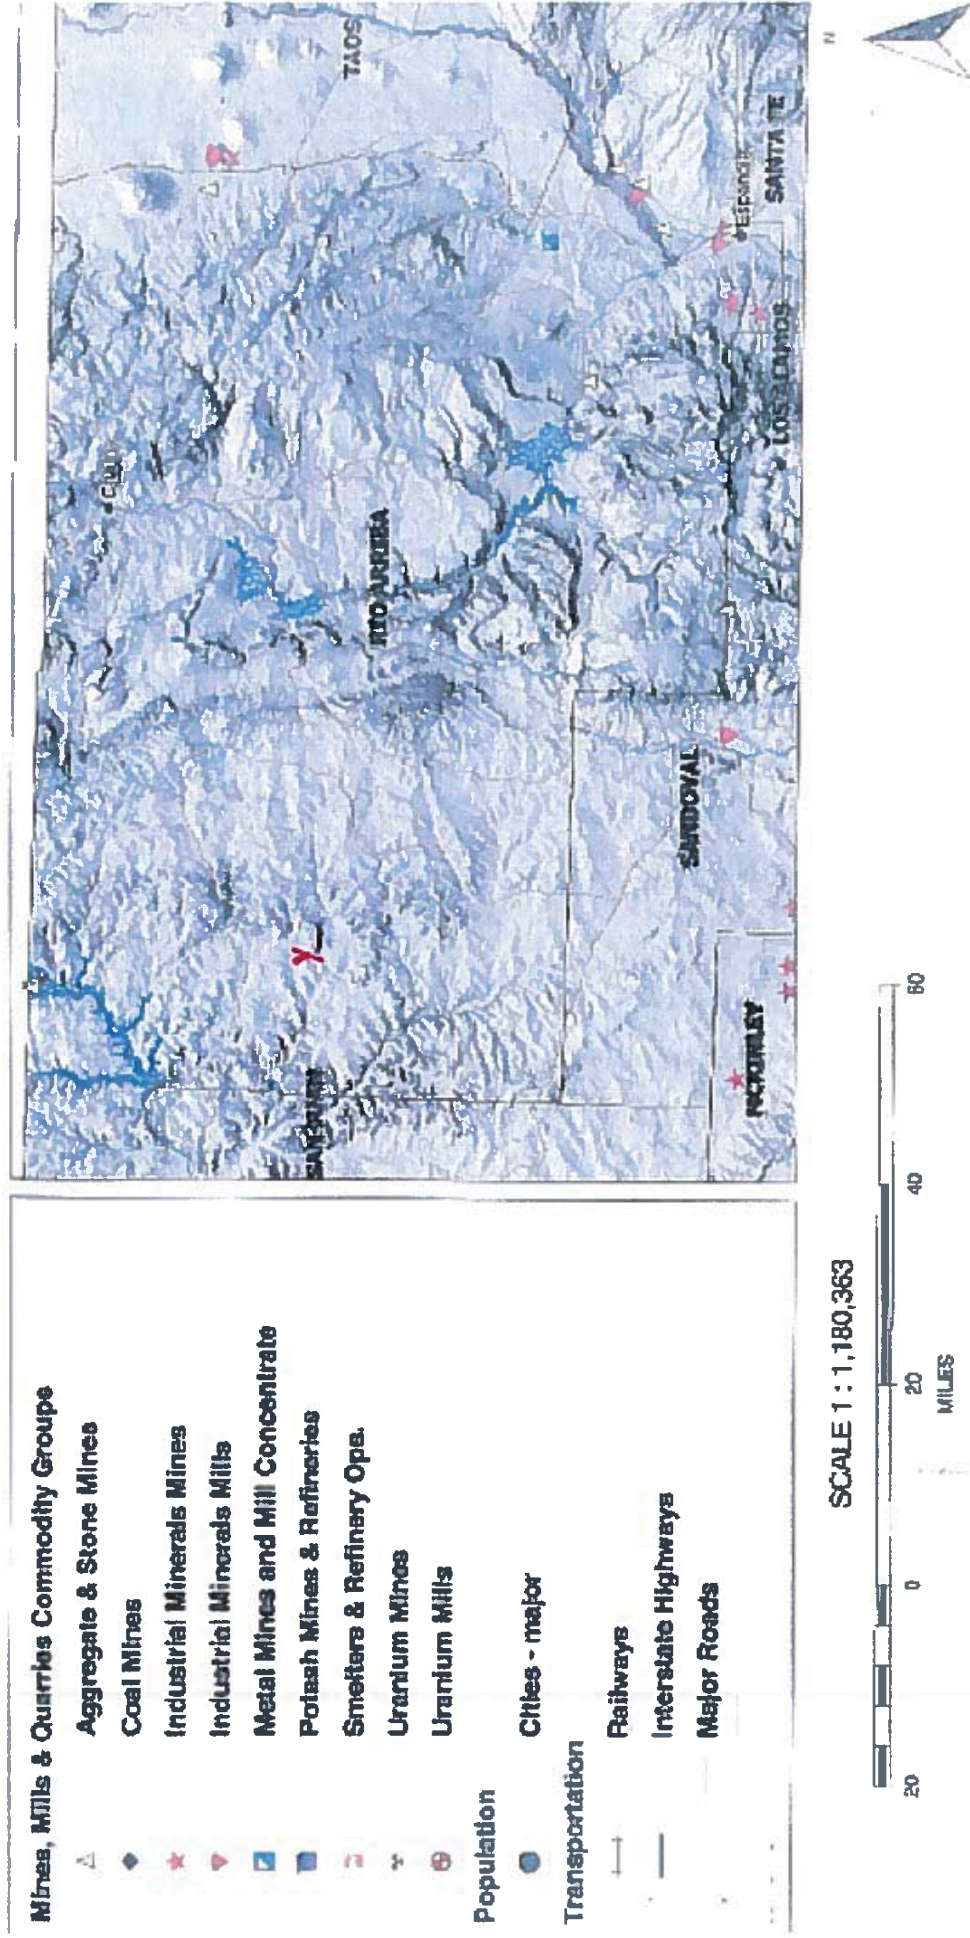 Mines, Mills & Quarries Commodity Groups
Aggregate & Stone Mines
Coal Mines
Industrial Minerals Mines
Industrial Minerals Mills
Metal Mines and Mill Concentrate
Potash Mines & Refineries
Smelters & Refinery Ops.
Uranium Mines
Uranium Mills
Population
Cities - major
Transportation
Railways
Interstate Highways
Major Roads
TAOS
RIO ARRIBA
Y
SANDOVAL
MCKINLEY
LOS ALAMOS
Espanola
SANTA FE
N
SCALE 1 : 1,180,363
20 0 20 40 60
MILES